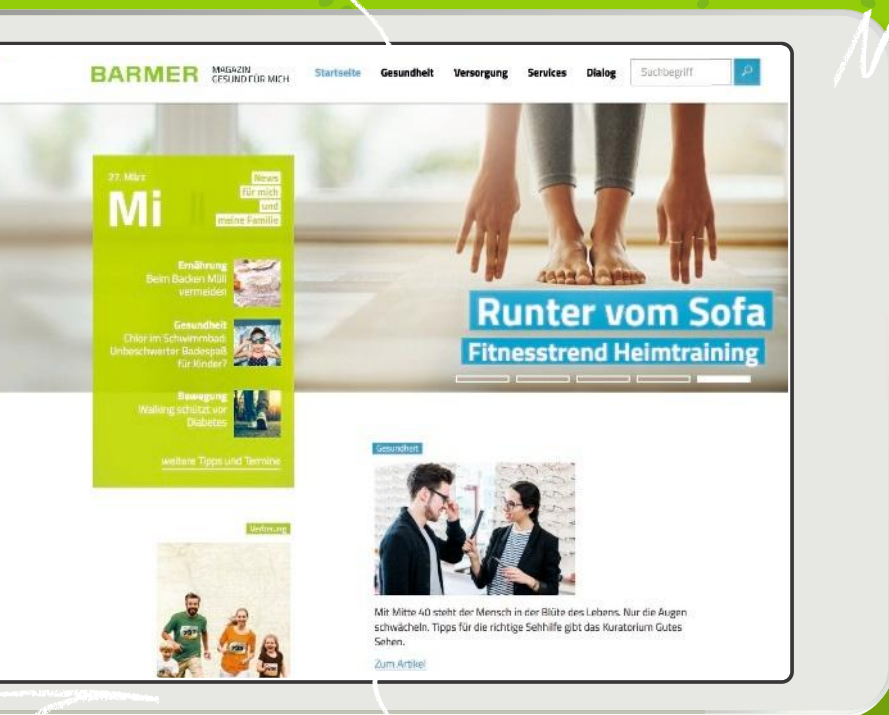 BARMER
MAGAZIN
GESUND FÜR MICH
Startseite
Gesundheit
Versorgung
Services
Dialog
Suchbegriff
27. März
Mi
News
für mich
und
meine Familie
Ernährung
Beim Backen Müll
vermeiden
Gesundheit
Chlor im Schwimmbad:
Unbeschwerter Badespaß
für Kinder?
Bewegung
Walking schützt vor
Diabetes
weitere Tipps und Termine
Runter vom Sofa
Fitnesstrend Heimtraining
Gesundheit
Mit Mitte 40 steht der Mensch in der Blüte des Lebens. Nur die Augen
schwächeln. Tipps für die richtige Sehhilfe gibt das Kuratorium Gutes
Sehen.
Zum Artikel